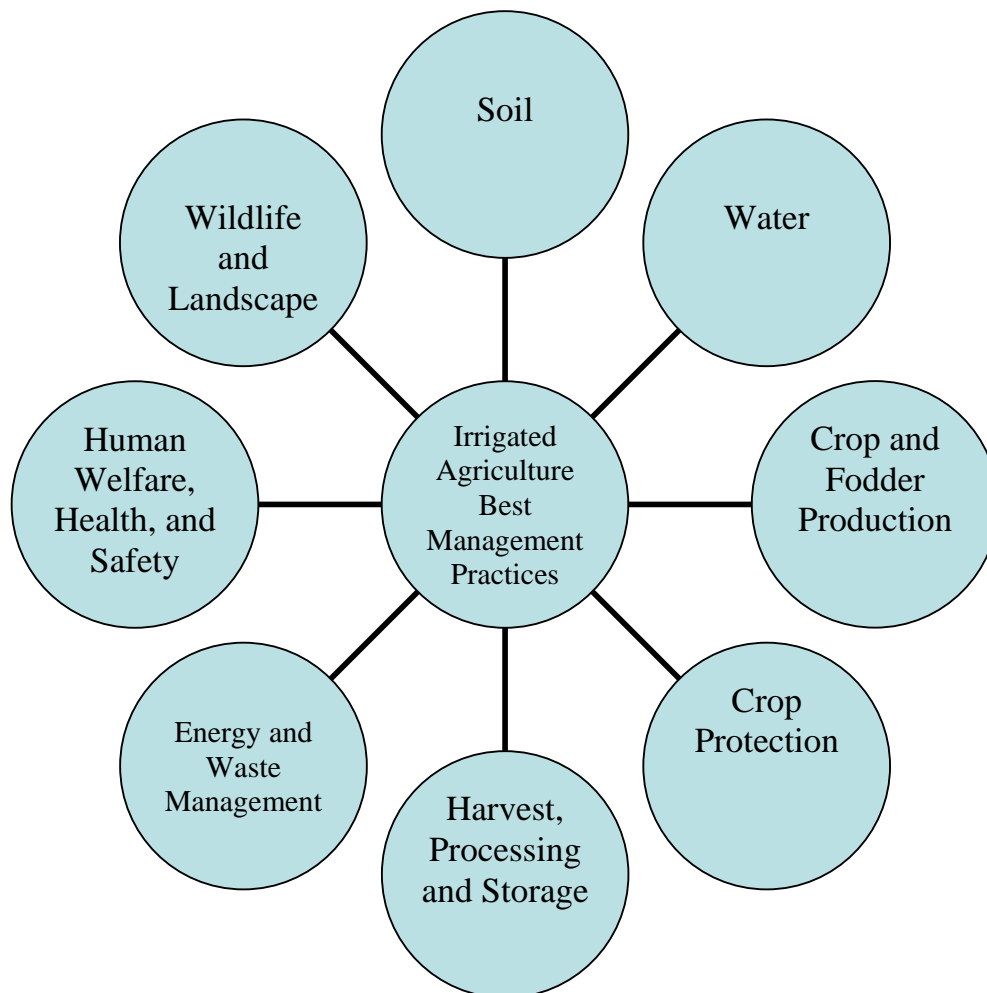 Soil
Water
Crop and
Fodder
Production
Crop
Protection
Harvest,
Processing
and Storage
Energy and
Waste
Management
Human
Welfare,
Health, and
Safety
Wildlife
and
Landscape
Irrigated
Agriculture
Best
Management
Practices